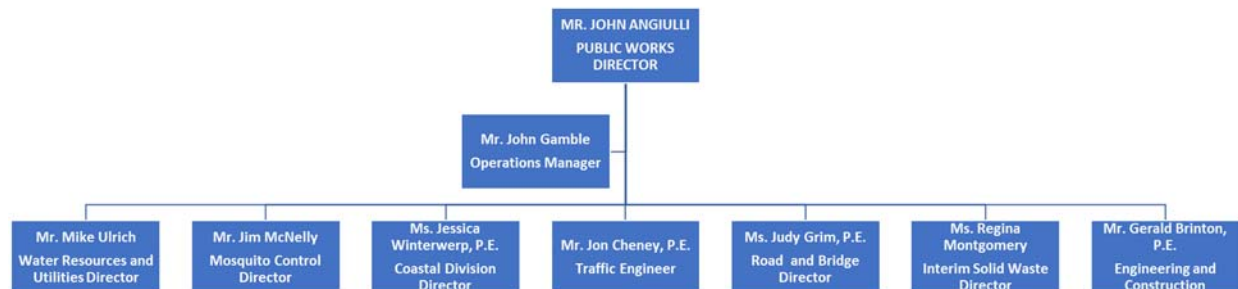 MR. JOHN ANGIULLI
PUBLIC WORKS
DIRECTOR
Mr. John Gamble
Operations Manager
Mr. Mike Ulrich
Water Resources and
Utilities Director
Mr. Jim McNelly
Mosquito Control
Director
Ms. Jessica
Winterwerp, P.E.
Coastal Division
Director
Mr. Jon Cheney, P.E.
Traffic Engineer
Ms. Judy Grim, P.E.
Road and Bridge
Director
Ms. Regina
Montgomery
Interim Solid Waste
Director
Mr. Gerald Brinton,
P.E.
Engineering and
Construction